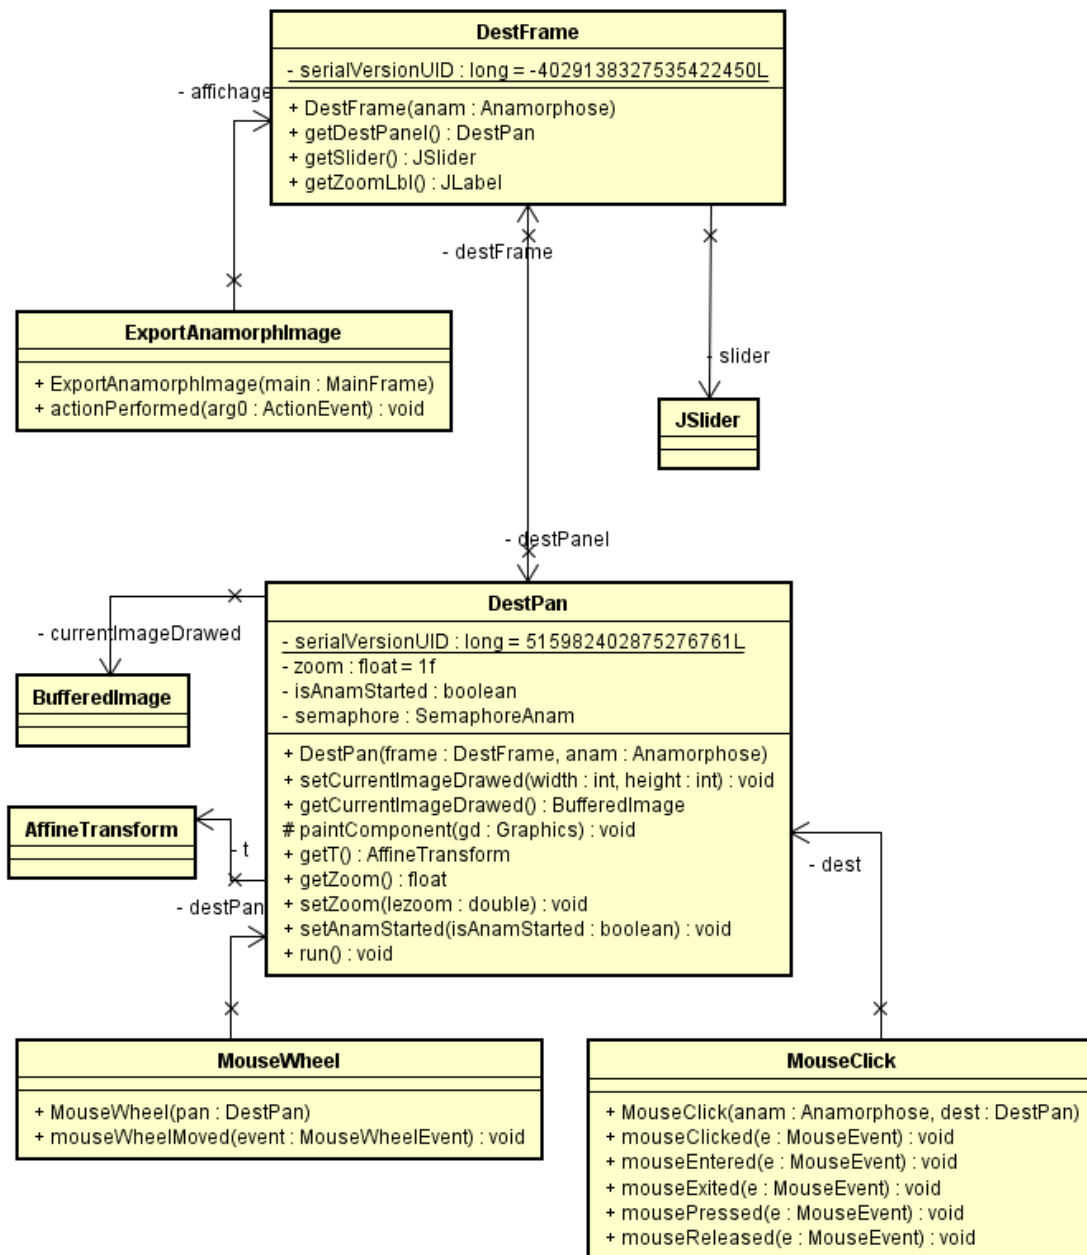 DestFrame
- serialVersionUID : long = -4029138327535422450L
- affichage
+ DestFrame(anam : Anamorphose)
+ getDestPanel() : DestPan
+ getSlider() : JSlider
+ getZoomLbl() : JLabel
- destFrame
ExportAnamorphImage
+ ExportAnamorphImage(main : MainFrame)
+ actionPerformed(arg0 : ActionEvent) : void
- slider
JSlider
- destPanel
DestPan
- serialVersionUID : long = 515982402875276761L
- zoom : float = 1f
- isAnamStarted : boolean
- semaphore : SemaphoreAnam
+ DestPan(frame : DestFrame, anam : Anamorphose)
+ setCurrentImageDrawed(width : int, height : int) : void
+ getCurrentImageDrawed() : BufferedImage
# paintComponent(gd : Graphics) : void
+ getT() : AffineTransform
+ getZoom() : float
+ setZoom(lezoom : double) : void
+ setAnamStarted(isAnamStarted : boolean) : void
+ run() : void
- currentImageDrawed
BufferedImage
AffineTransform
- t
- destPan
- dest
MouseWheel
+ MouseWheel(pan : DestPan)
+ mouseWheelMoved(event : MouseWheelEvent) : void
MouseClick
+ MouseClick(anam : Anamorphose, dest : DestPan)
+ mouseClicked(e : MouseEvent) : void
+ mouseEntered(e : MouseEvent) : void
+ mouseExited(e : MouseEvent) : void
+ mousePressed(e : MouseEvent) : void
+ mouseReleased(e : MouseEvent) : void